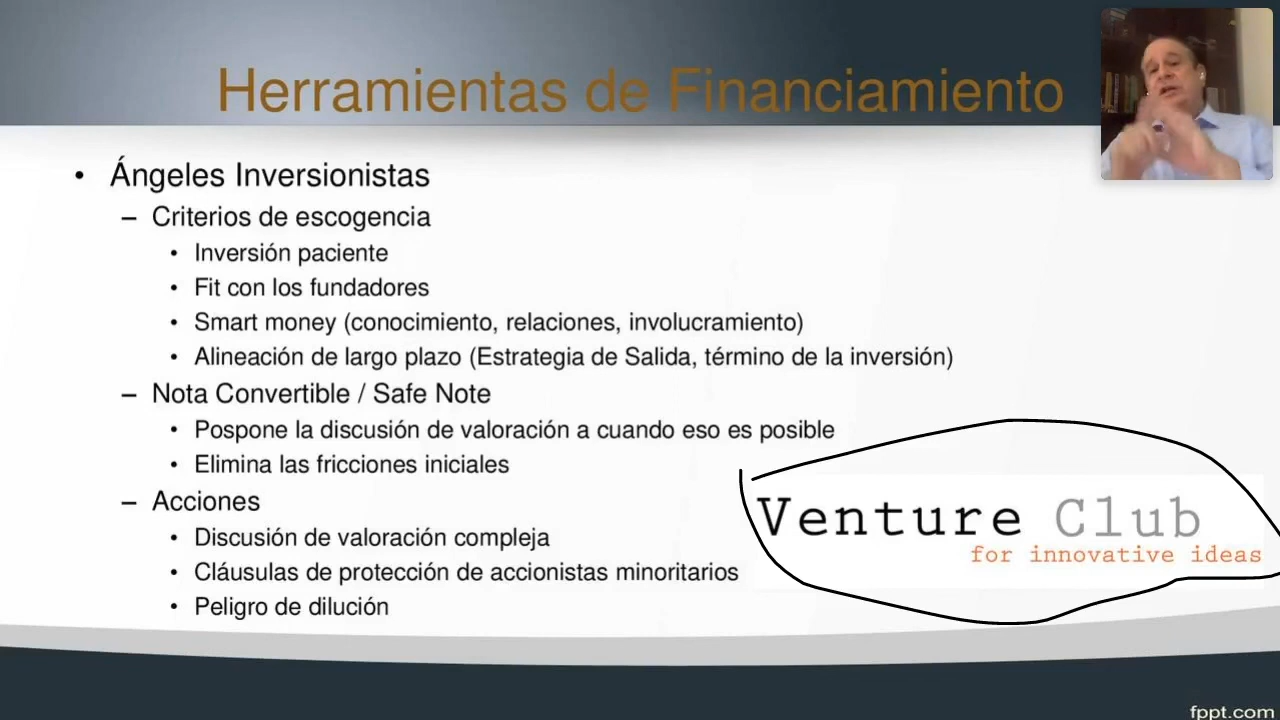 Herramientas de Financiamiento
• Ángeles Inversionistas
– Criterios de escogencia
• Inversión paciente
• Fit con los fundadores
• Smart money (conocimiento, relaciones, involucramiento)
• Alineación de largo plazo (Estrategia de Salida, término de la inversión)
– Nota Convertible / Safe Note
• Pospone la discusión de valoración a cuando eso es posible
• Elimina las fricciones iniciales
– Acciones
• Discusión de valoración compleja
• Cláusulas de protección de accionistas minoritarios
• Peligro de dilución
Venture Club
for innovative ideas
fppt.com